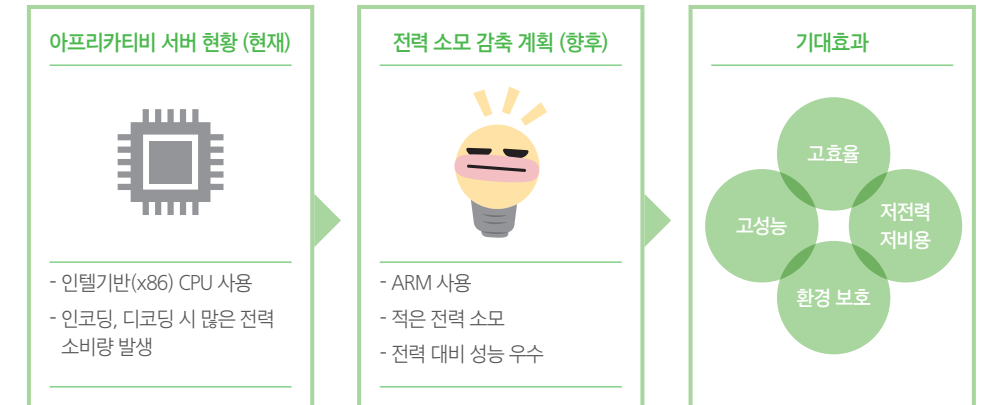 아프리카티비 서버 현황 (현재)
- 인텔기반(x86) CPU 사용
- 인코딩, 디코딩 시 많은 전력
소비량 발생
전력 소모 감축 계획 (향후)
- ARM 사용
- 적은 전력 소모
- 전력 대비 성능 우수
기대효과
고효율
고성능
저전력
저비용
환경 보호